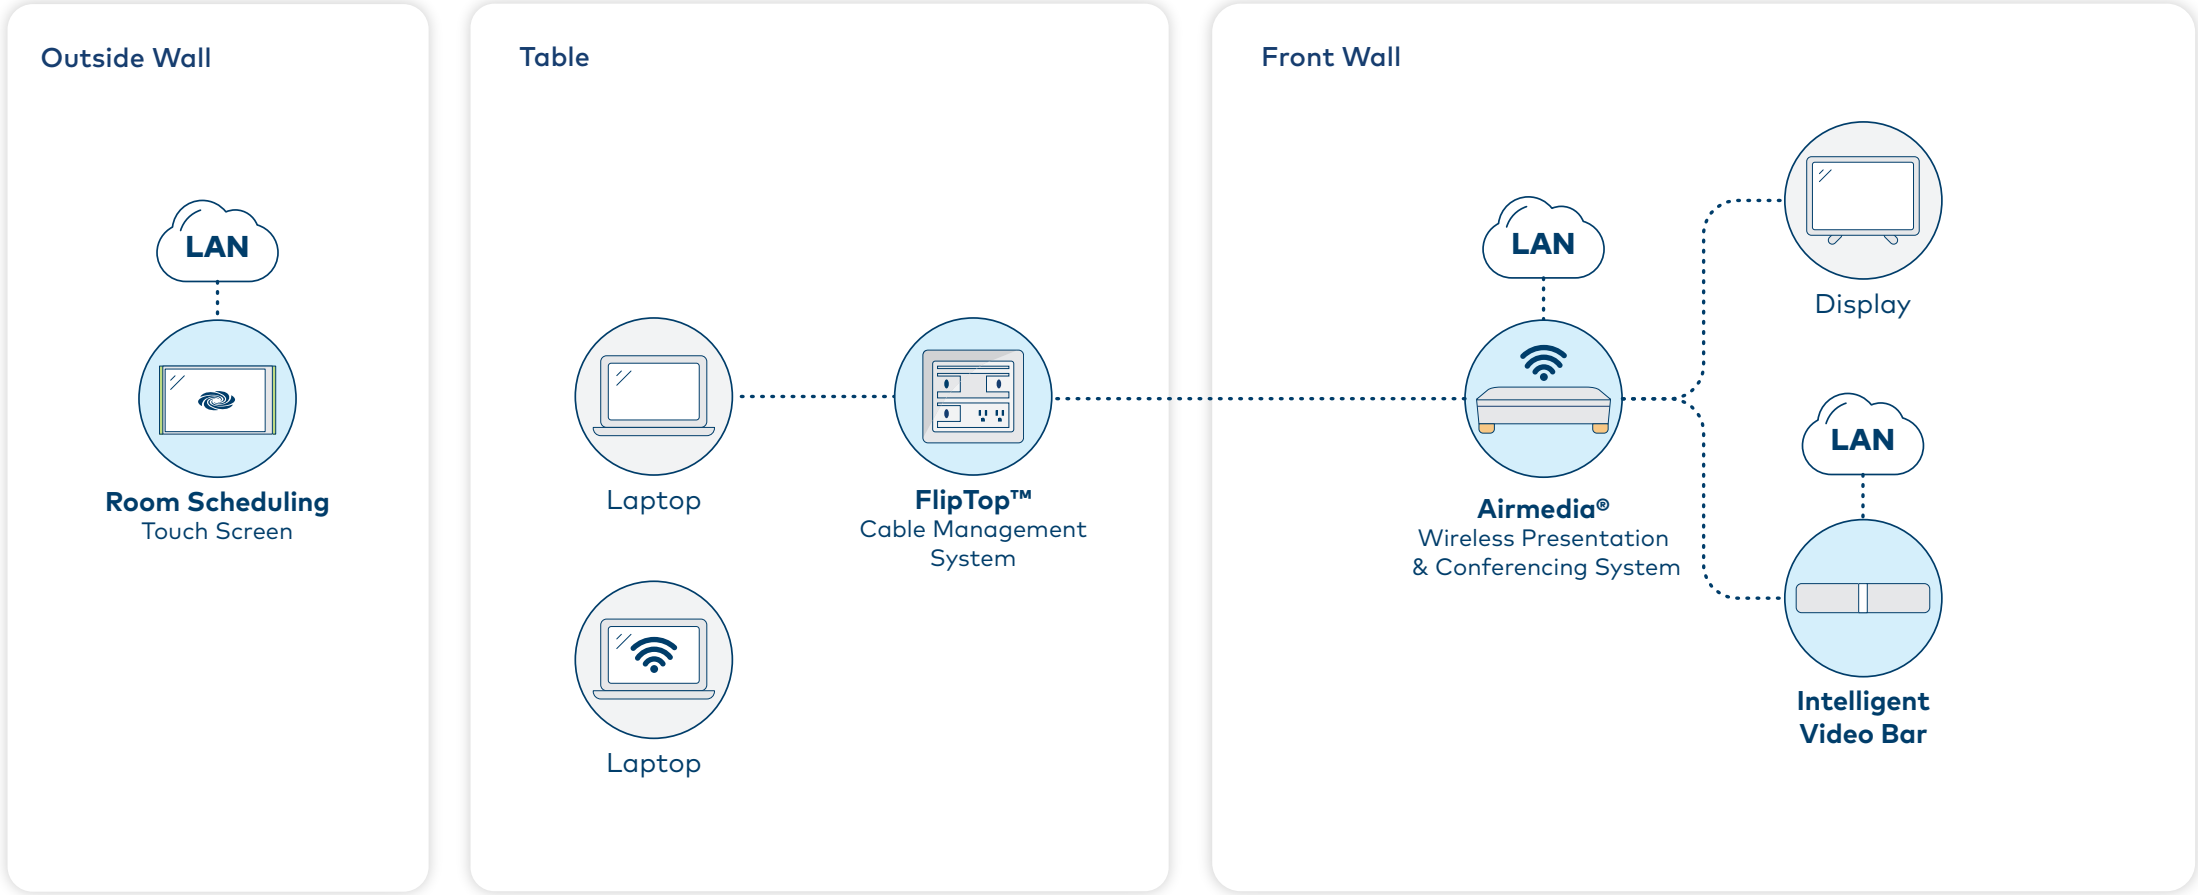 Outside Wall
LAN
Room Scheduling
Touch Screen
Table
Laptop
FlipTop™
Cable Management
System
Laptop
Front Wall
LAN
Airmedia®
Wireless Presentation
& Conferencing System
Display
LAN
Intelligent
Video Bar